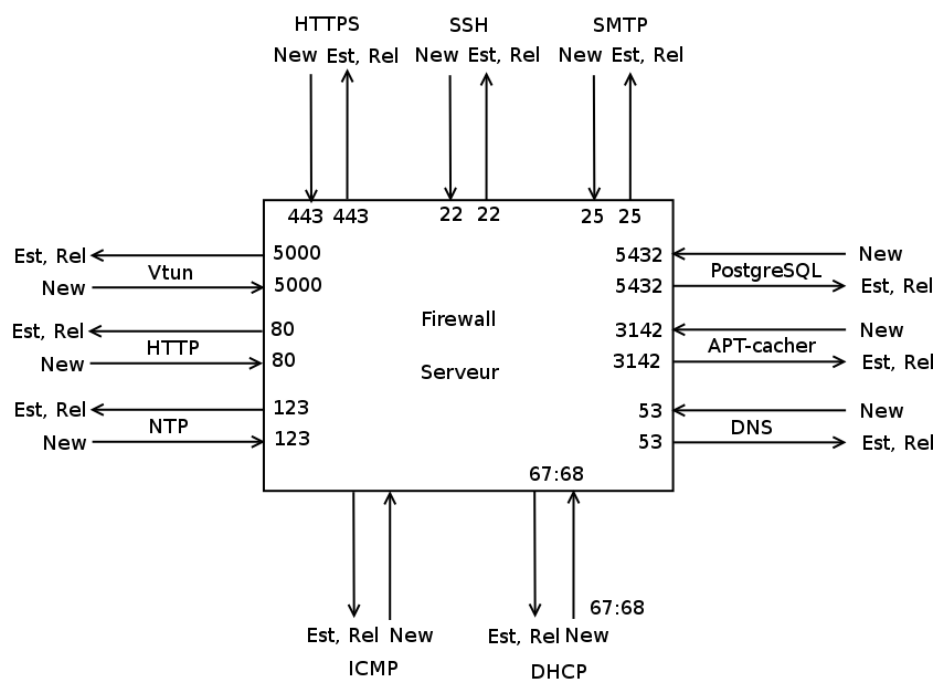 HTTPS SSH SMTP
New Est, Rel New Est, Rel New Est, Rel
443 443 22 22 25 25
Est, Rel 5000 5432 New
Vtun PostgreSQL
New 5000 5432 Est, Rel
Firewall
Est, Rel 80 3142 New
HTTP APT-cacher
New 80 3142 Est, Rel
Serveur
Est, Rel 123 53 New
NTP DNS
New 123 53 Est, Rel
67:68
67:68
Est, Rel New Est, Rel New
ICMP DHCP